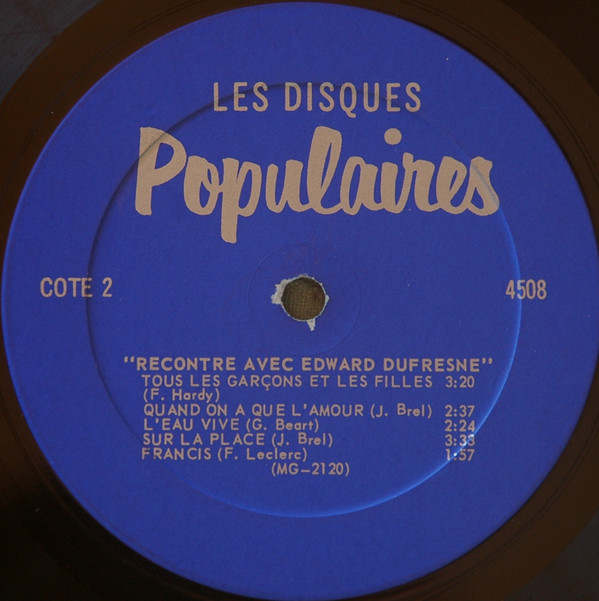 LES DISQUES
Populaires
COTE 2
4508
"RECONTRE AVEC EDWARD DUFRESNE"
TOUS LES GARÇONS ET LES FILLES 3:20
(F. Hardy)
QUAND ON A QUE L'AMOUR (J. Brel) 2:37
L'EAU VIVE (G. Beart) 2:24
SUR LA PLACE (J. Brel) 3:33
FRANCIS (F. Leclerc) 1:57
(MG-2120)